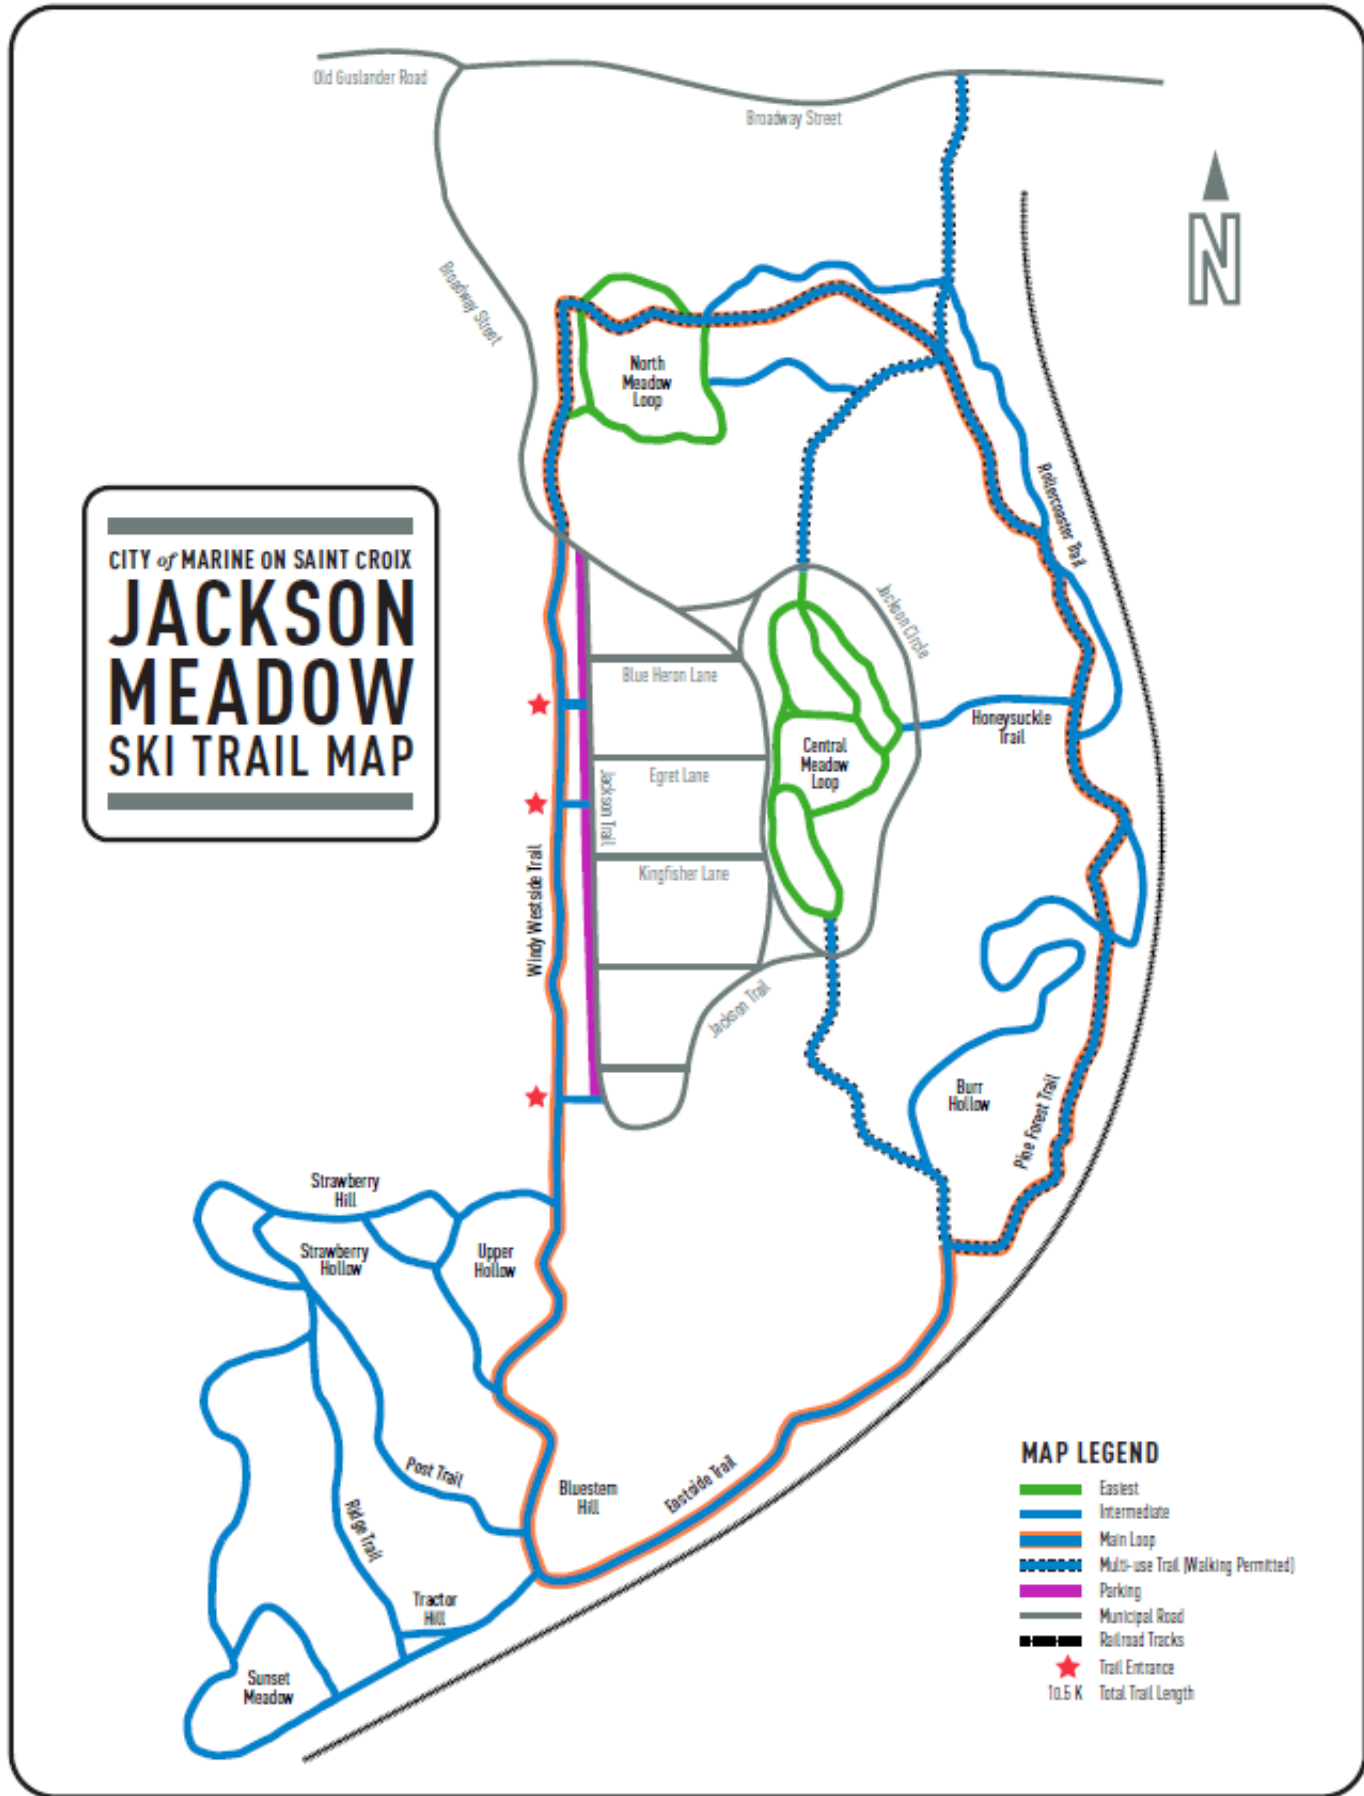 Old Guslander Road
Broadway Street
N
Broadway Street
North
Meadow
Loop
Rollercoaster Trail
CITY of MARINE ON SAINT CROIX
JACKSON
MEADOW
SKI TRAIL MAP
Jackson Circle
Blue Heron Lane
Honeysuckle
Trail
Central
Meadow
Loop
Egret Lane
Jackson Trail
Kingfisher Lane
Windy Westside Trail
Jackson Trail
Burr
Hollow
Pine Forest Trail
Strawberry
Hill
Strawberry
Hollow
Upper
Hollow
Post Trail
Bluestem
Hill
Eastside Trail
Ridge Trail
Tractor
Hill
Sunset
Meadow
MAP LEGEND
Easiest
Intermediate
Main Loop
Multi-use Trail (Walking Permitted)
Parking
Municipal Road
Railroad Tracks
Trail Entrance
10.5 K Total Trail Length